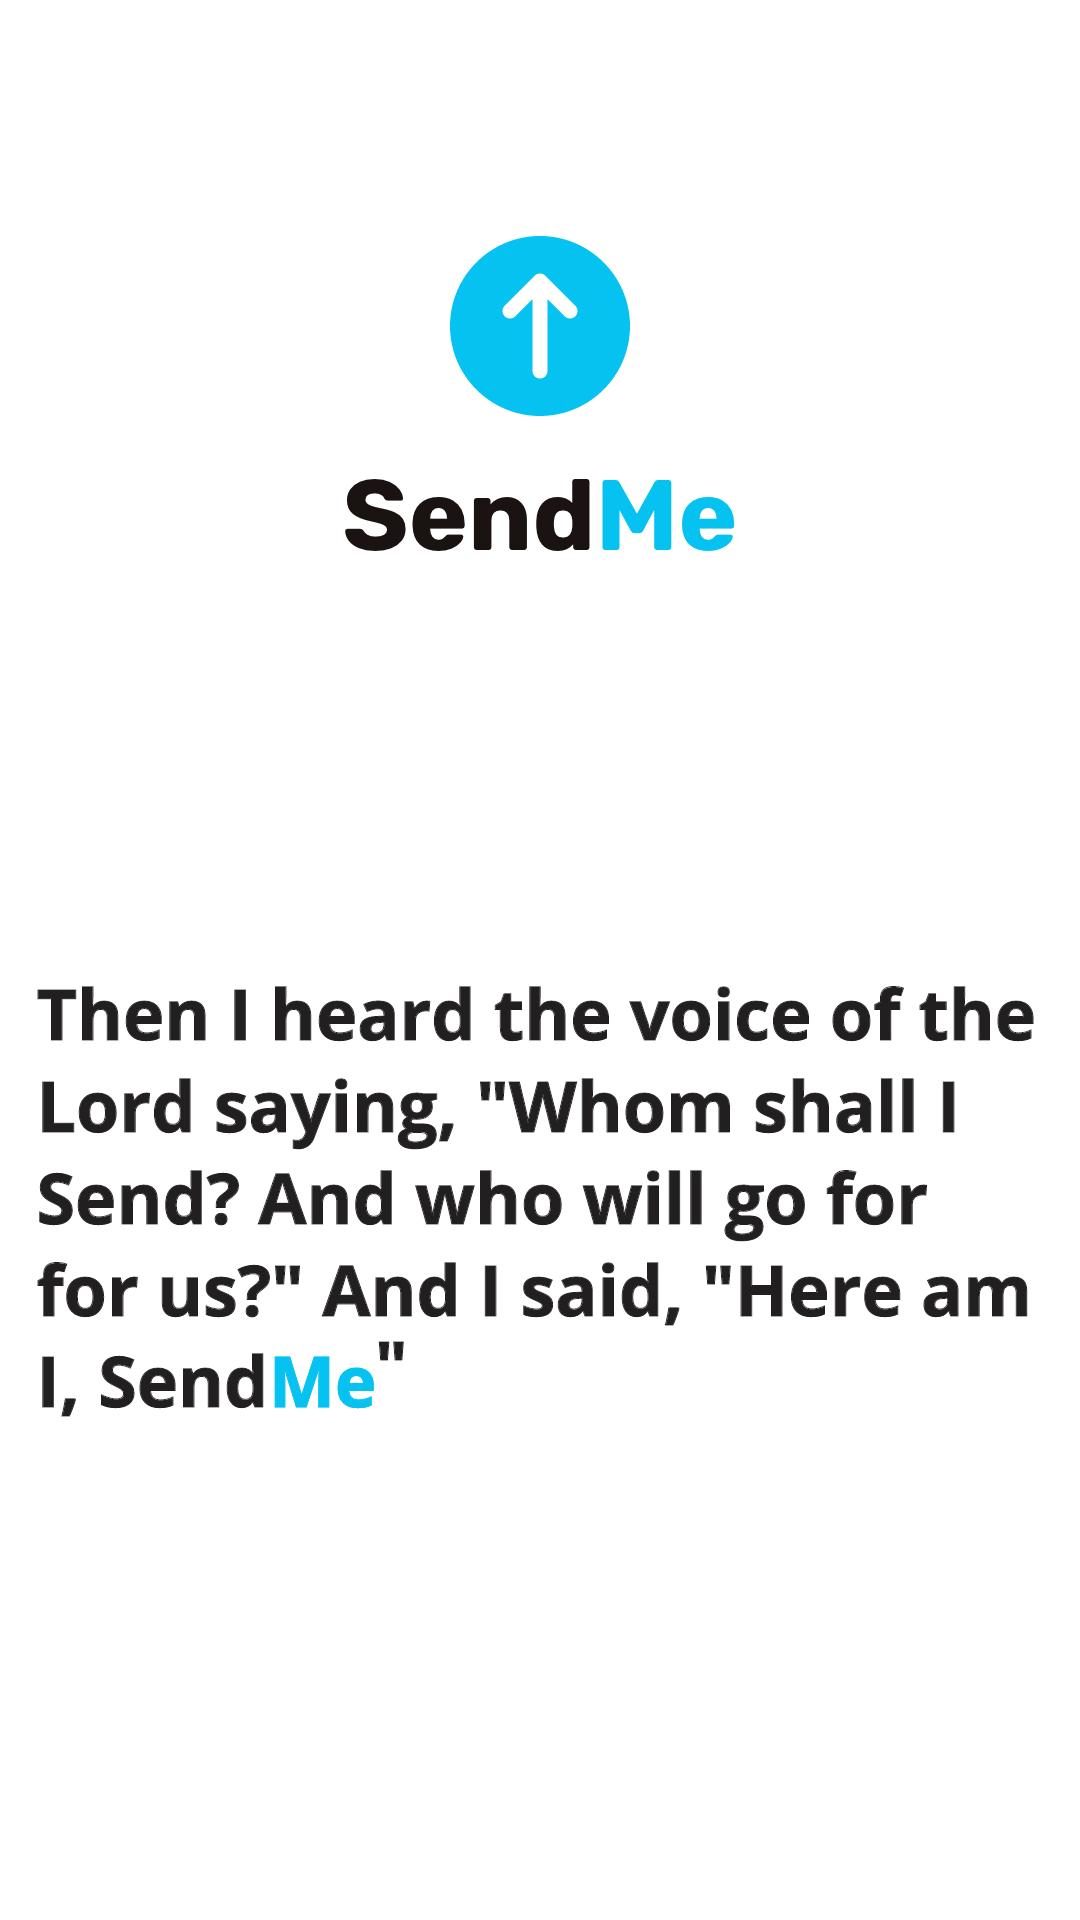 SendMe
Then I heard the voice of the
Lord saying, "Whom shall I
Send? And who will go for
for us?" And I said, "Here am
I, SendMe"